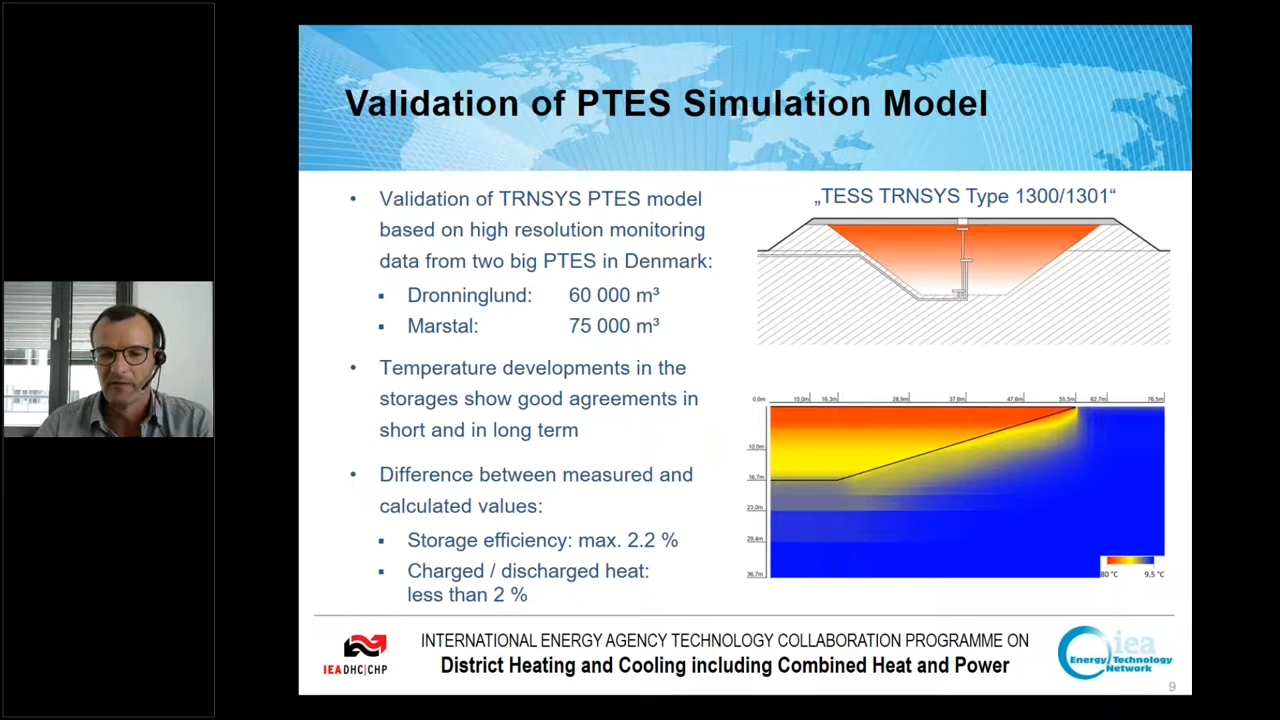 Validation of PTES Simulation Model
• Validation of TRNSYS PTES model
based on high resolution monitoring
data from two big PTES in Denmark:
▪ Dronninglund: 60 000 m³
▪ Marstal: 75 000 m³
• Temperature developments in the
storages show good agreements in
short and in long term
• Difference between measured and
calculated values:
▪ Storage efficiency: max. 2.2 %
▪ Charged / discharged heat:
less than 2 %
„TESS TRNSYS Type 1300/1301“
0,0m 10,0m 16,3m 28,9m 37,6m 47,6m 55,5m 62,7m 76,5m
10,0m
16,7m
23,0m
29,4m
36,7m
80 °C 9,5 °C
IEA DHC|CHP
INTERNATIONAL ENERGY AGENCY TECHNOLOGY COLLABORATION PROGRAMME ON
District Heating and Cooling including Combined Heat and Power
iea
Energy Technology
Network
9